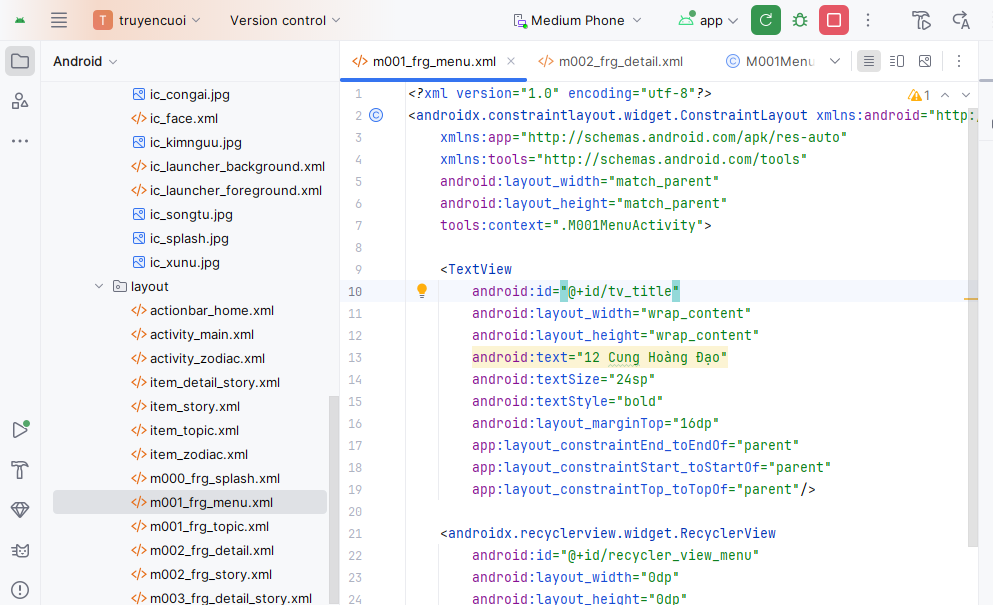 T truyencuoi Version control Medium Phone app
Android
m001_frg_menu.xml m002_frg_detail.xml M001Menu
ic_congai.jpg
ic_face.xml
ic_kimnguu.jpg
ic_launcher_background.xml
ic_launcher_foreground.xml
ic_songtu.jpg
ic_splash.jpg
ic_xunu.jpg
layout
actionbar_home.xml
activity_main.xml
activity_zodiac.xml
item_detail_story.xml
item_story.xml
item_topic.xml
item_zodiac.xml
m000_frg_splash.xml
m001_frg_menu.xml
m001_frg_topic.xml
m002_frg_detail.xml
m002_frg_story.xml
m003_frg_detail_story.xml
1 <?xml version="1.0" encoding="utf-8"?>
1
2 <androidx.constraintlayout.widget.ConstraintLayout xmlns:android="http:
3 xmlns:app="http://schemas.android.com/apk/res-auto"
4 xmlns:tools="http://schemas.android.com/tools"
5 android:layout_width="match_parent"
6 android:layout_height="match_parent"
7 tools:context=".M001MenuActivity">
8
9 <TextView
10 android:id="@+id/tv_title"
11 android:layout_width="wrap_content"
12 android:layout_height="wrap_content"
13 android:text="12 Cung Hoàng Đạo"
14 android:textSize="24sp"
15 android:textStyle="bold"
16 android:layout_marginTop="16dp"
17 app:layout_constraintEnd_toEndOf="parent"
18 app:layout_constraintStart_toStartOf="parent"
19 app:layout_constraintTop_toTopOf="parent"/>
20
21 <androidx.recyclerview.widget.RecyclerView
22 android:id="@+id/recycler_view_menu"
23 android:layout_width="0dp"
24 android:layout_height="0dp"